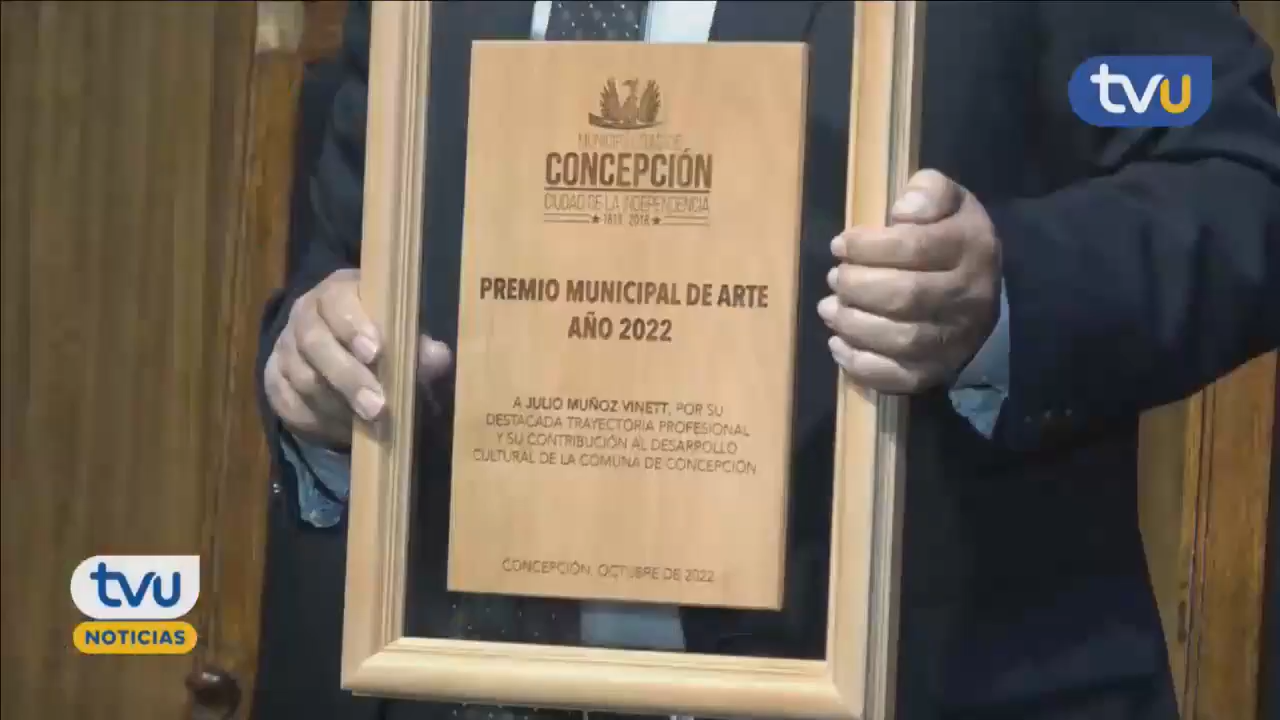 tvu
MUNICIPALIDAD DE
CONCEPCIÓN
CIUDAD DE LA INDEPENDENCIA
1818 2018
PREMIO MUNICIPAL DE ARTE
AÑO 2022
A JULIO MUÑOZ VINETT, POR SU
DESTACADA TRAYECTORIA PROFESIONAL
Y SU CONTRIBUCIÓN AL DESARROLLO
CULTURAL DE LA COMUNA DE CONCEPCIÓN
CONCEPCIÓN, OCTUBRE DE 2022
tvu
NOTICIAS